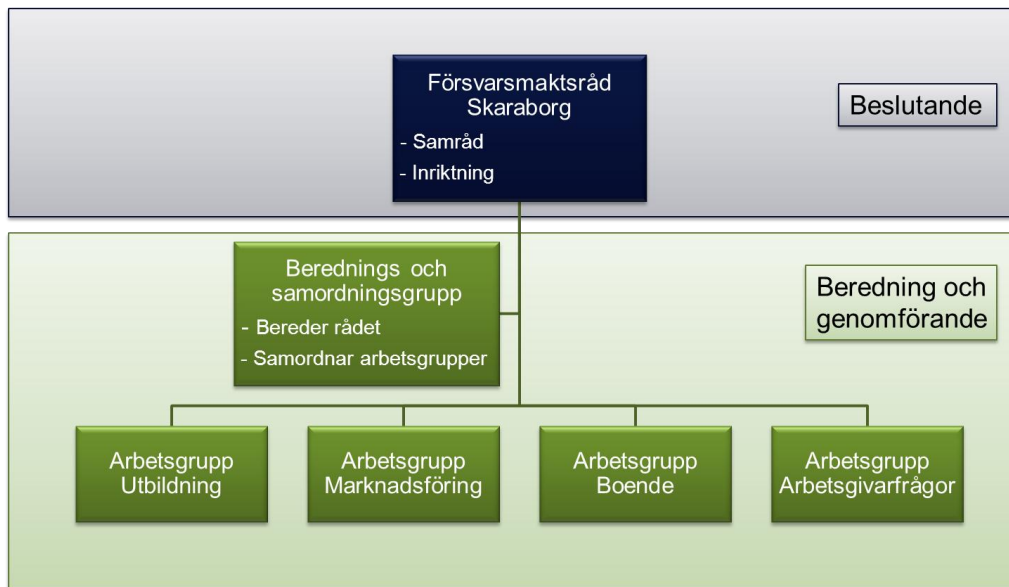 Försvarsmaktsråd
Skaraborg
- Samråd
- Inriktning
Beslutande
Berednings och
samordningsgrupp
- Bereder rådet
- Samordnar arbetsgrupper
Beredning och
genomförande
Arbetsgrupp
Utbildning
Arbetsgrupp
Marknadsföring
Arbetsgrupp
Boende
Arbetsgrupp
Arbetsgivarfrågor